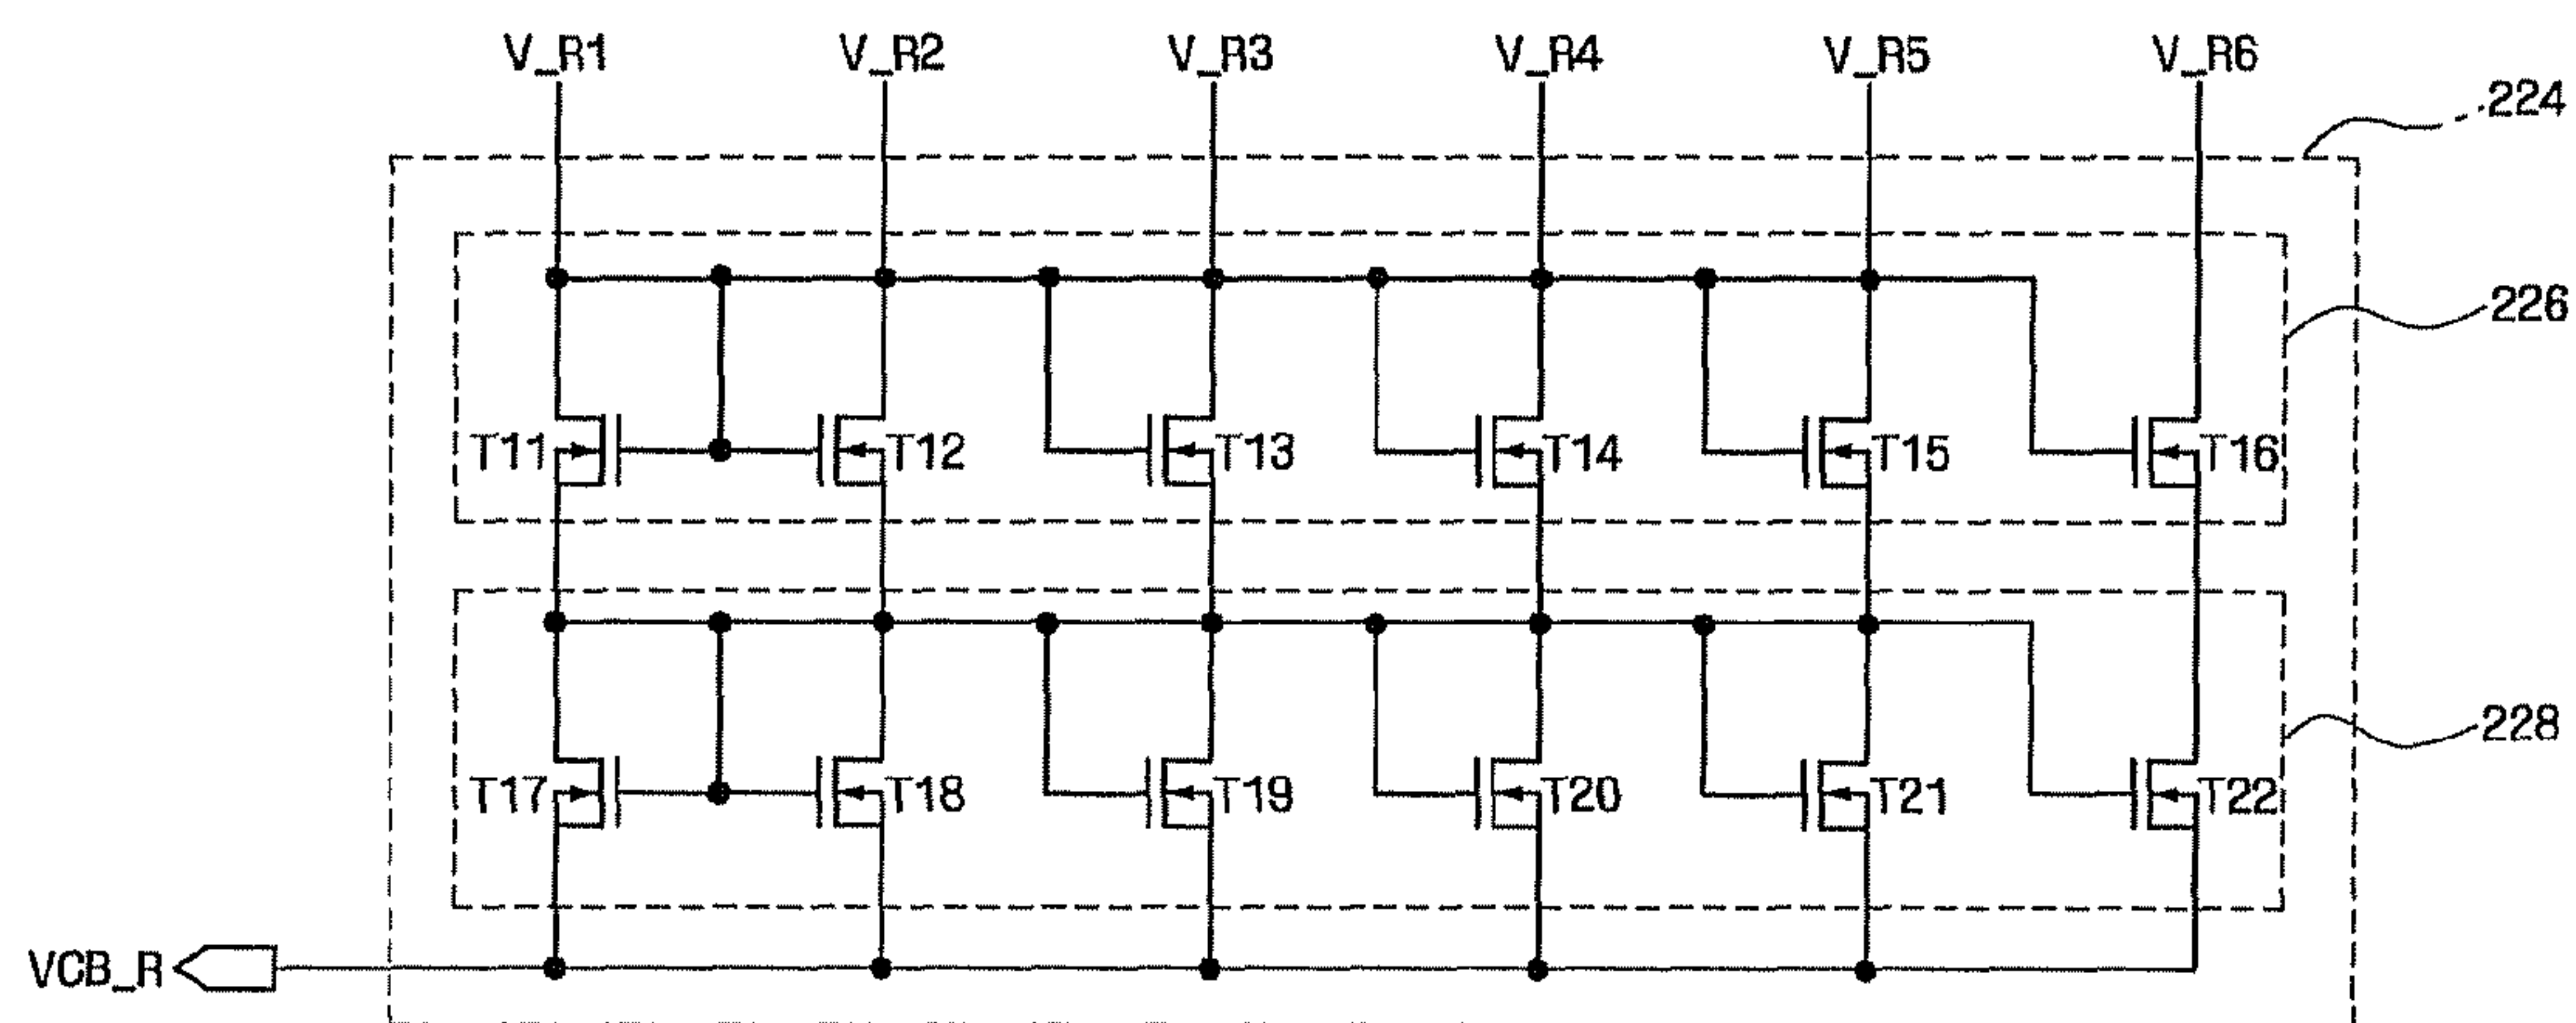 V_R1 V_R2 V_R3 V_R4 V_R5 V_R6
224
226
T11 T12 T13 T14 T15 T16
228
T17 T18 T19 T20 T21 T22
VCB_R